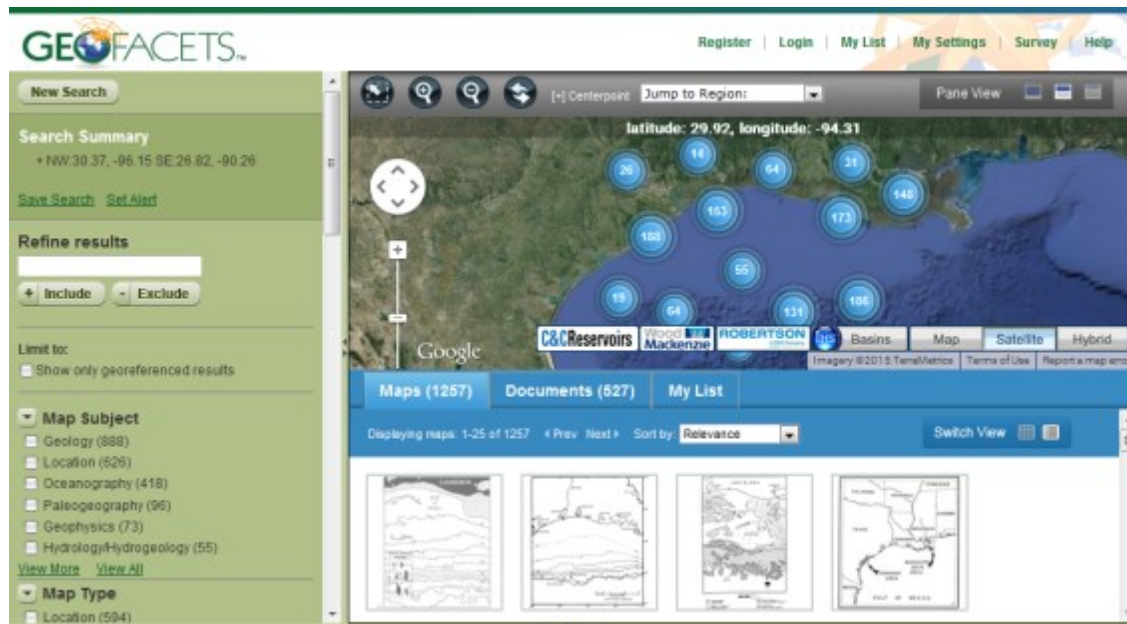 GEOFACETS™
Register | Login | My List | My Settings | Survey | Help
New Search
Search Summary
• NW:30.37, -96.15 SE:26.82, -90.26
Save Search Set Alert
Refine results
+ Include - Exclude
Limit to:
Show only georeferenced results
Map Subject
Geology (888)
Location (626)
Oceanography (418)
Paleogeography (96)
Geophysics (73)
Hydrology/Hydrogeology (55)
View More View All
Map Type
Location (594)
[+] Centerpoint Jump to Region:
Pane View
latitude: 29.92, longitude: -94.31
26
14
64
31
148
153
173
188
55
19
64
131
186
Google
C&C Reservoirs
Wood Mackenzie
ROBERTSON
Basins Map Satellite Hybrid
Imagery ©2013 TerraMetrics Terms of Use Report a map erro
Maps (1257) Documents (527) My List
Displaying maps: 1-25 of 1257 Prev Next Sort by: Relevance
Switch View